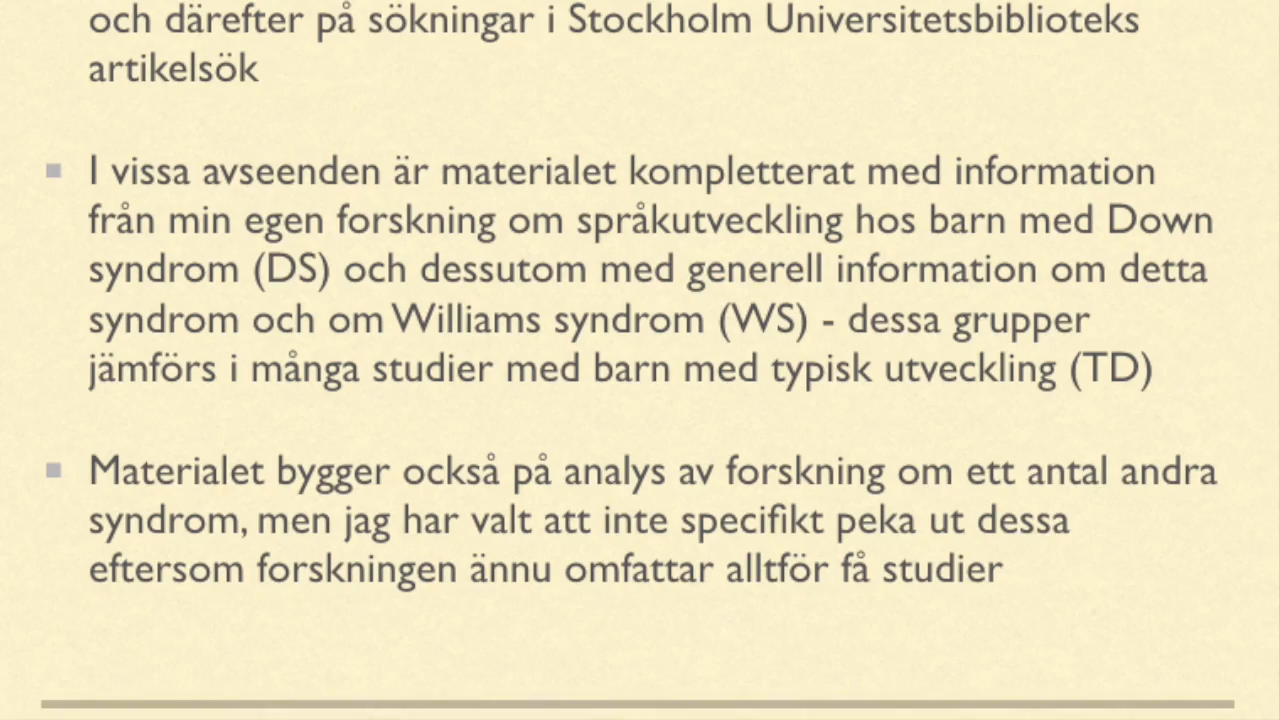 och därefter på sökningar i Stockholm Universitetsbiblioteks
artikelsök
I vissa avseenden är materialet kompletterat med information
från min egen forskning om språkutveckling hos barn med Down
syndrom (DS) och dessutom med generell information om detta
syndrom och om Williams syndrom (WS) - dessa grupper
jämförs i många studier med barn med typisk utveckling (TD)
Materialet bygger också på analys av forskning om ett antal andra
syndrom, men jag har valt att inte specifikt peka ut dessa
eftersom forskningen ännu omfattar alltför få studier